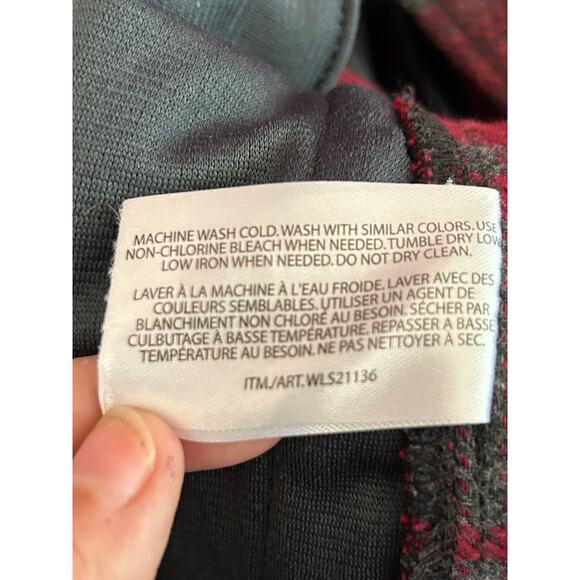 MACHINE WASH COLD. WASH WITH SIMILAR COLORS. USE
NON-CHLORINE BLEACH WHEN NEEDED. TUMBLE DRY LOW
LOW IRON WHEN NEEDED. DO NOT DRY CLEAN.
LAVER À LA MACHINE À L'EAU FROIDE. LAVER AVEC DES
COULEURS SEMBLABLES. UTILISER UN AGENT DE
BLANCHIMENT NON CHLORÉ AU BESOIN. SÉCHER PAR
CULBUTAGE À BASSE TEMPÉRATURE. REPASSER A BASSE
TEMPÉRATURE AU BESOIN. NE PAS NETTOYER À SEC.
ITM./ART. WLS21136